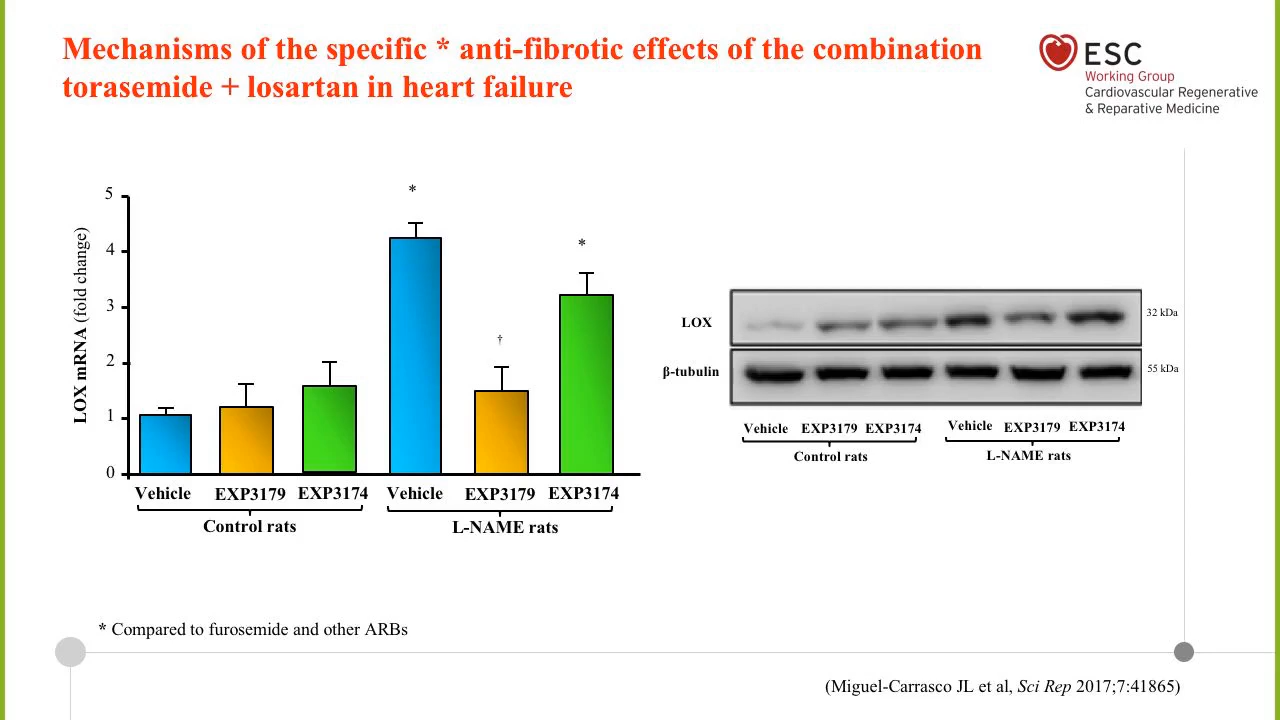 Mechanisms of the specific * anti-fibrotic effects of the combination
torasemide + losartan in heart failure
ESC
Working Group
Cardiovascular Regenerative
& Reparative Medicine
LOX mRNA (fold change)
5
4
3
2
1
0
*
†
*
Vehicle EXP3179 EXP3174 Vehicle EXP3179 EXP3174
Control rats L-NAME rats
LOX 32 kDa
β-tubulin 55 kDa
Vehicle EXP3179 EXP3174 Vehicle EXP3179 EXP3174
Control rats L-NAME rats
* Compared to furosemide and other ARBs
(Miguel-Carrasco JL et al, Sci Rep 2017;7:41865)